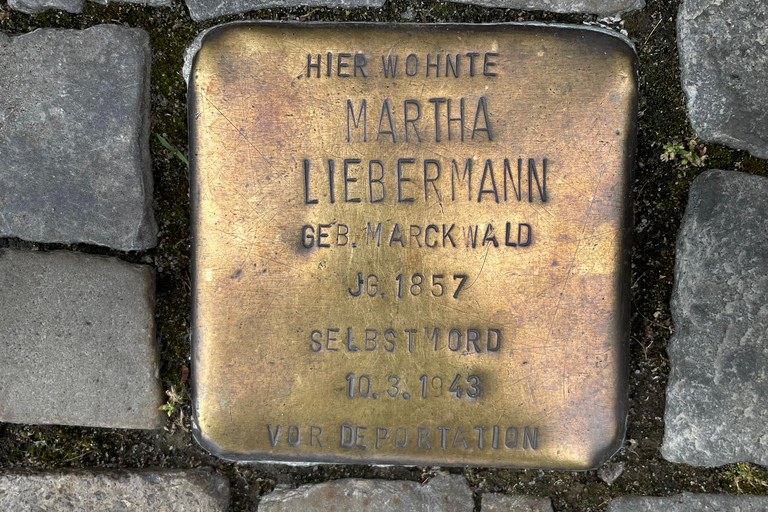 HIER WOHNTE
MARTHA
LIEBERMANN
GEB. MARCKWALD
JG. 1857
SELBSTMORD
10.3.1943
VOR DEPORTATION